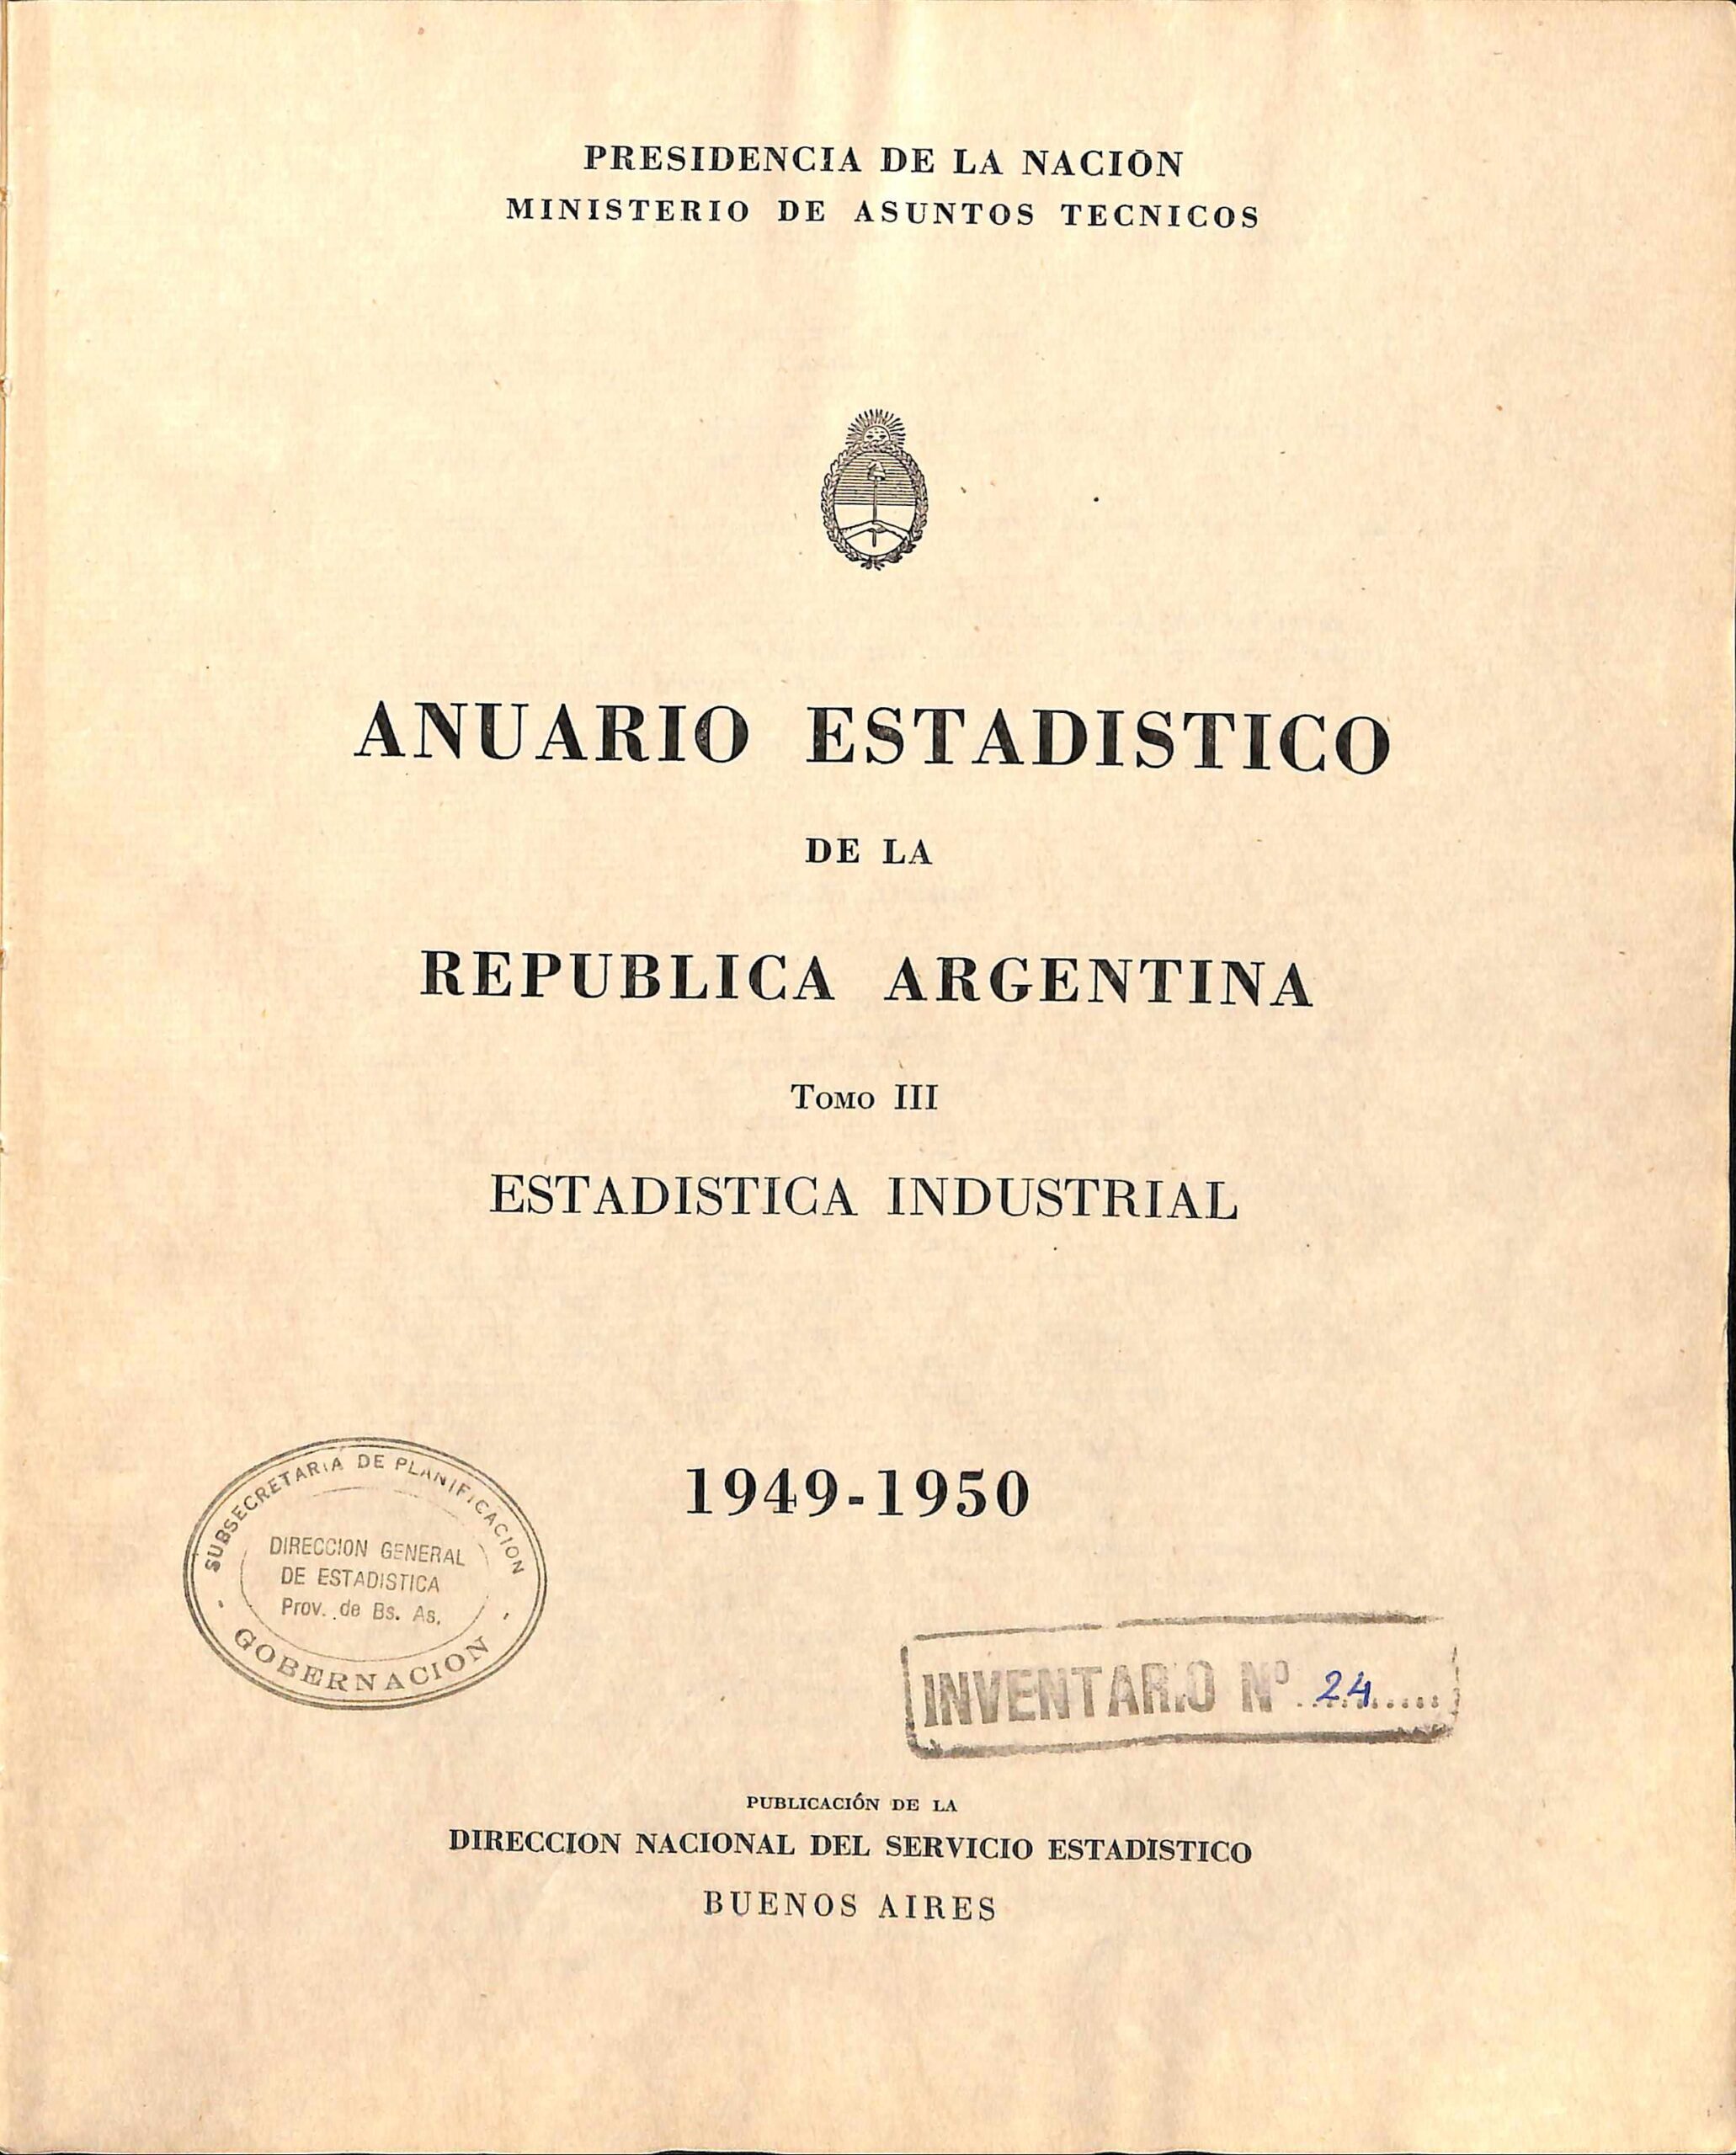 PRESIDENCIA DE LA NACIÓN
MINISTERIO DE ASUNTOS TECNICOS
ANUARIO ESTADISTICO
DE LA
REPUBLICA ARGENTINA
TOMO III
ESTADISTICA INDUSTRIAL
1949-1950
SUBSECRETARIA DE PLANIFICACION
DIRECCION GENERAL
DE ESTADISTICA
Prov. de Bs. As.
GOBERNACION
INVENTARIO Nº 24
PUBLICACIÓN DE LA
DIRECCION NACIONAL DEL SERVICIO ESTADISTICO
BUENOS AIRES